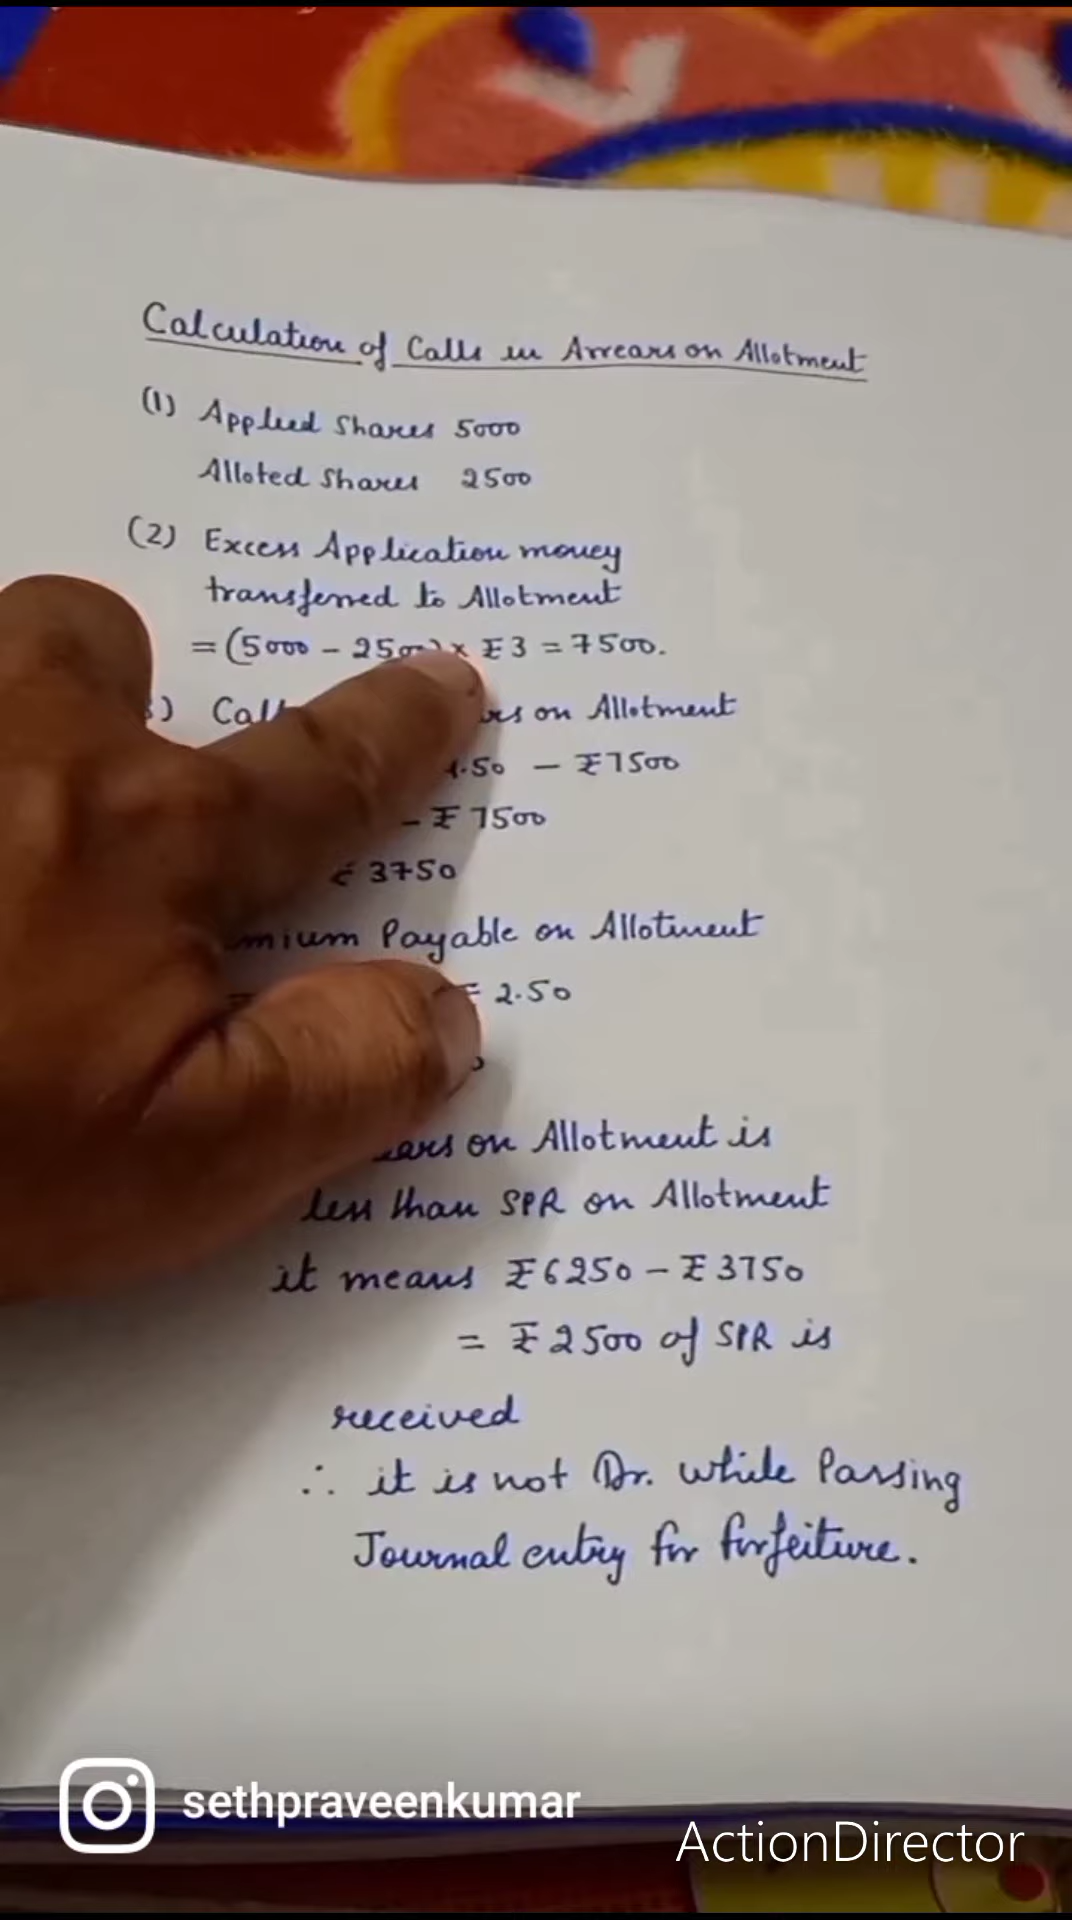 Calculation of Calls in Arrears on Allotment
(1) Applied Shares 5000
Alloted Shares 2500
(2) Excess Application money
transferred to Allotment
= (5000 - 2500) × ₹3 = 7500.
) Call on Allotment
.50 - ₹7500
- ₹7500
₹ 3750
Payable on Allotment
= 2.50
on Allotment is
less than SPR on Allotment
it means ₹6250 - ₹3750
= ₹2500 of SPR is
received
∴ it is not Dr. while Passing
Journal entry for forfeiture.
sethpraveenkumar
ActionDirector